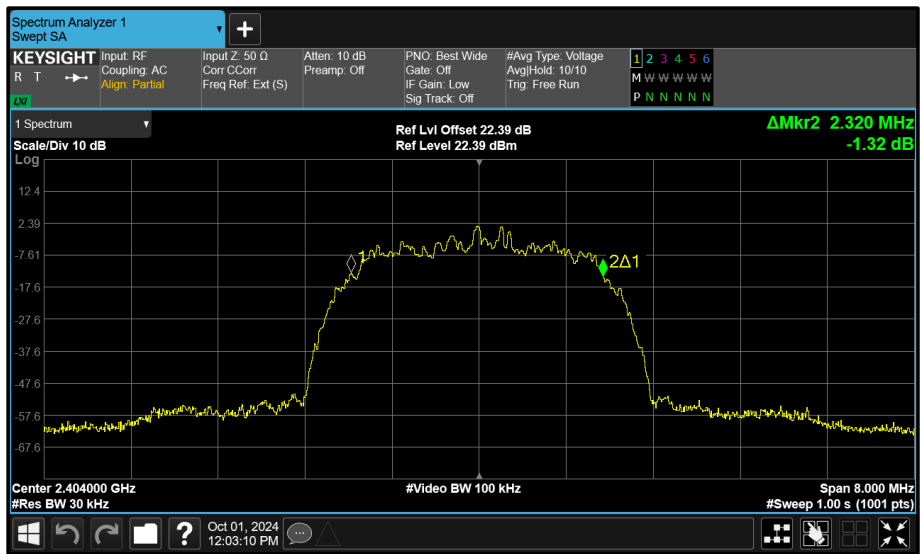 Spectrum Analyzer 1
Swept SA
+
KEYSIGHT
R T
LXI
Input: RF
Coupling: AC
Align: Partial
Input Z: 50 Ω
Corr CCorr
Freq Ref: Ext (S)
Atten: 10 dB
Preamp: Off
PNO: Best Wide
Gate: Off
IF Gain: Low
Sig Track: Off
#Avg Type: Voltage
Avg|Hold: 10/10
Trig: Free Run
1 2 3 4 5 6
M W W W W W
P N N N N N
1 Spectrum
Scale/Div 10 dB
Ref Lvl Offset 22.39 dB
Ref Level 22.39 dBm
ΔMkr2 2.320 MHz
-1.32 dB
Log
12.4
2.39
-7.61
-17.6
-27.6
-37.6
-47.6
-57.6
-67.6
1
2Δ1
Center 2.404000 GHz
#Res BW 30 kHz
#Video BW 100 kHz
Span 8.000 MHz
#Sweep 1.00 s (1001 pts)
?
Oct 01, 2024
12:03:10 PM